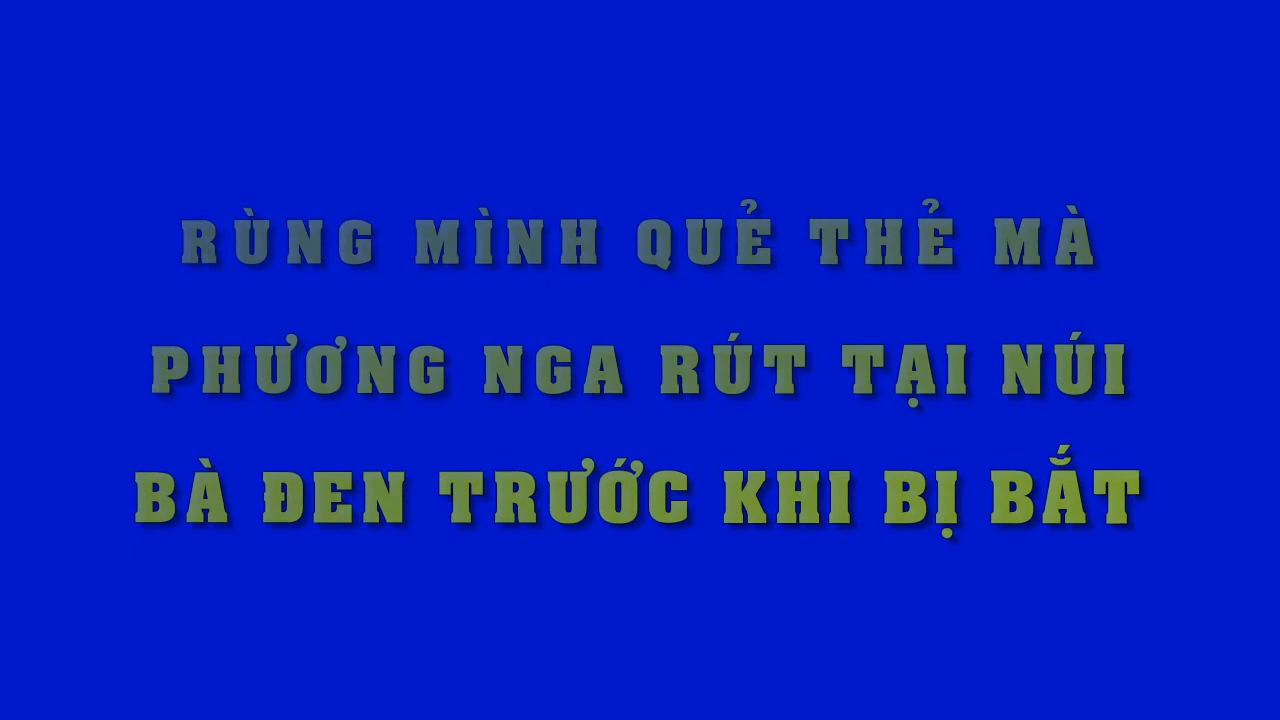 RÙNG MÌNH QUẺ THẺ MÀ
PHƯƠNG NGA RÚT TẠI NÚI
BÀ ĐEN TRƯỚC KHI BỊ BẮT